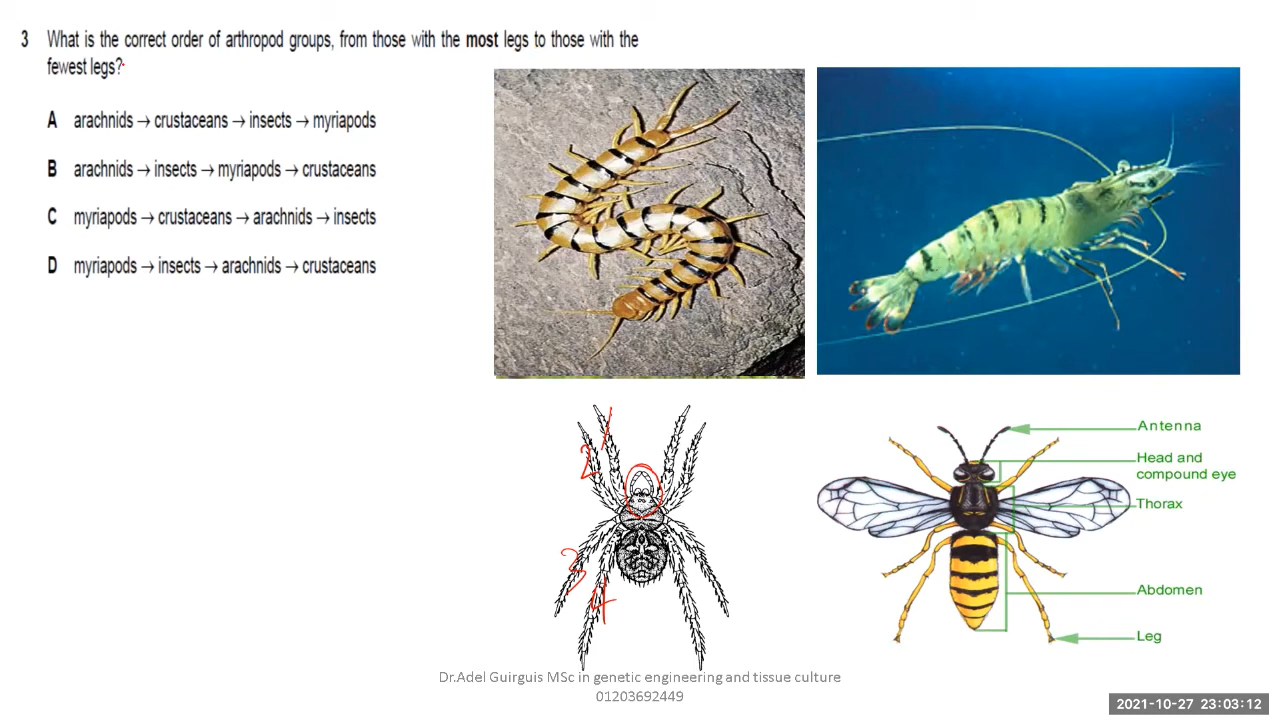 3 What is the correct order of arthropod groups, from those with the most legs to those with the
fewest legs?
A arachnids → crustaceans → insects → myriapods
B arachnids → insects → myriapods → crustaceans
C myriapods → crustaceans → arachnids → insects
D myriapods → insects → arachnids → crustaceans
1
2
3
4
Antenna
Head and
compound eye
Thorax
Abdomen
Leg
Dr.Adel Guirguis MSc in genetic engineering and tissue culture
01203692449
2021-10-27 23:03:12